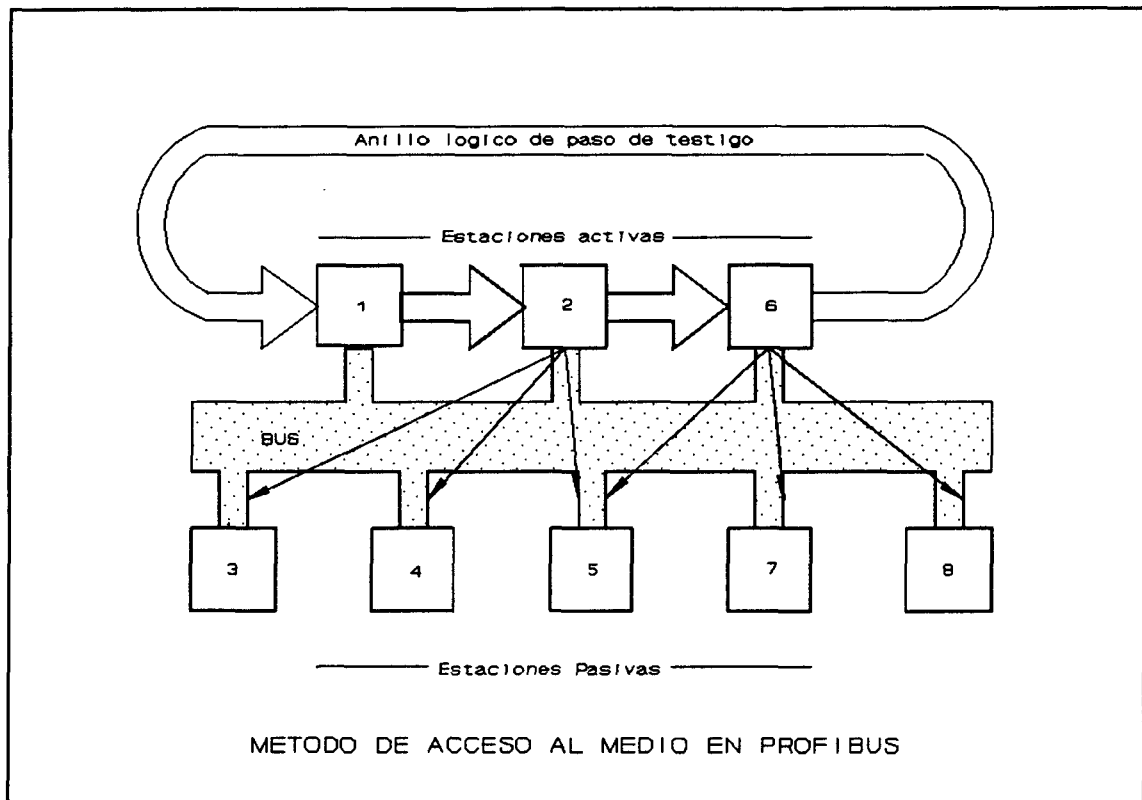 Anillo logico de paso de testigo
Estaciones activas
1 2 6
BUS
3 4 5 7 8
Estaciones Pasivas
METODO DE ACCESO AL MEDIO EN PROFIBUS